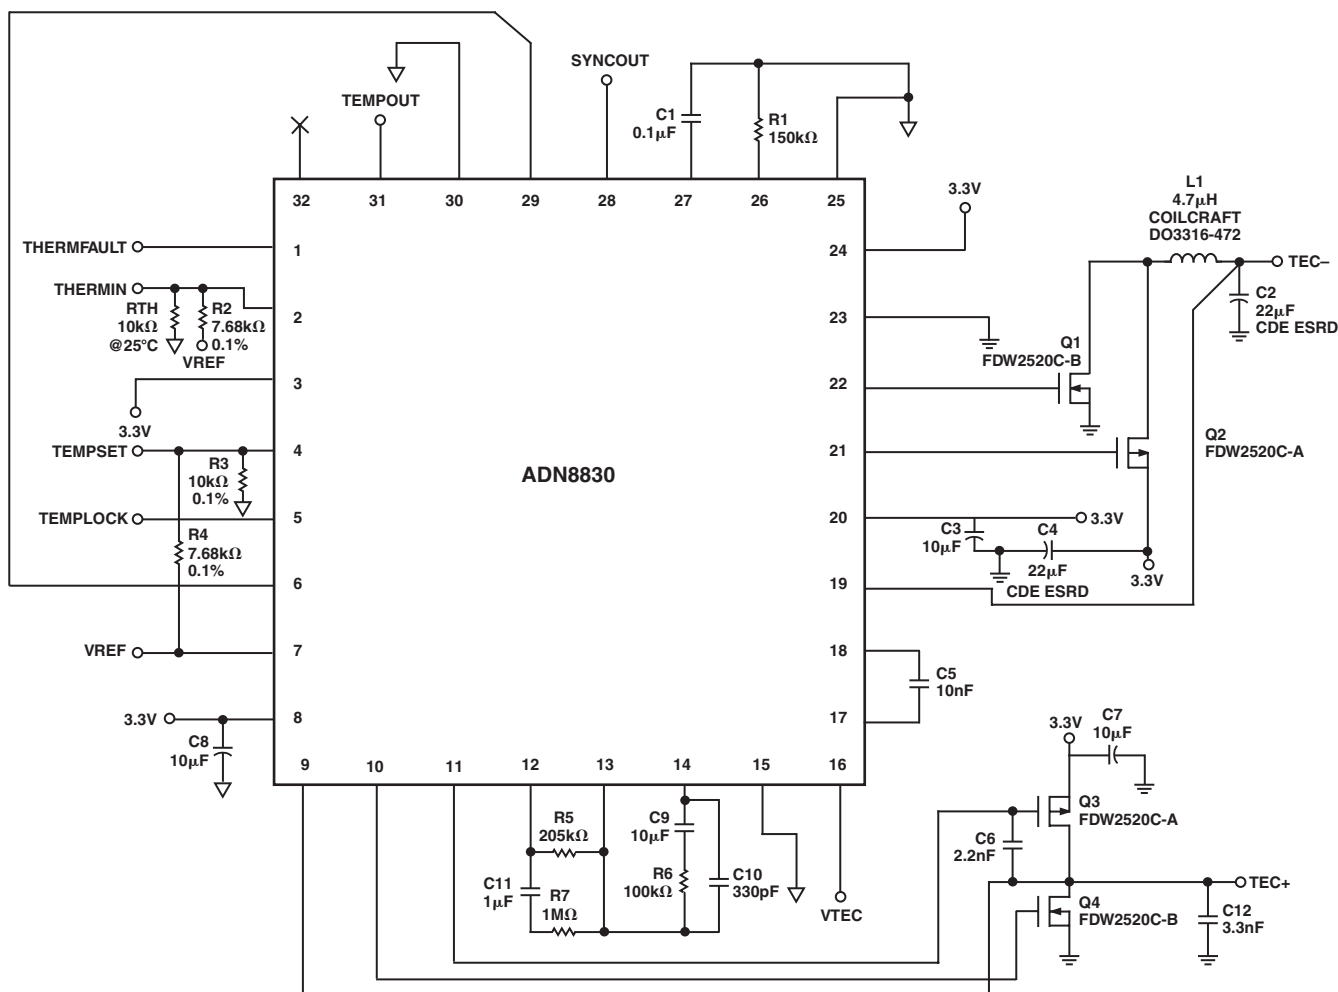 SYNCOUT
TEMPOUT
C1
0.1μF
R1
150kΩ
32 31 30 29 28 27 26 25
THERMFAULT
1
THERMIN
RTH
10kΩ
@25°C
R2
7.68kΩ
0.1%
VREF
2
3
3.3V
TEMPSET
4
R3
10kΩ
0.1%
TEMPLOCK
5
R4
7.68kΩ
0.1%
6
VREF
7
3.3V
8
C8
10μF
ADN8830
24
3.3V
23
22
21
20
19
18
17
L1
4.7μH
COILCRAFT
DO3316-472
TEC–
C2
22μF
CDE ESRD
Q1
FDW2520C-B
Q2
FDW2520C-A
3.3V
C3
10μF
C4
22μF
CDE ESRD
3.3V
C5
10nF
9 10 11 12 13 14 15 16
R5
205kΩ
C11
1μF
R7
1MΩ
C9
10μF
R6
100kΩ
C10
330pF
VTEC
3.3V
C7
10μF
Q3
FDW2520C-A
C6
2.2nF
TEC+
Q4
FDW2520C-B
C12
3.3nF